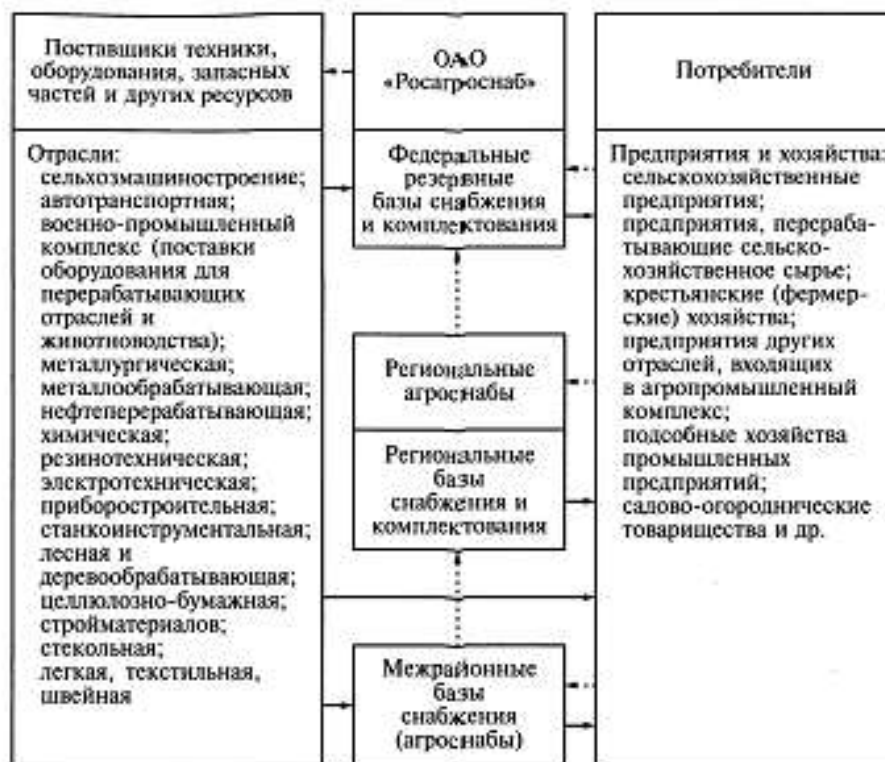 Поставщики техники,
оборудования, запасных
частей и других ресурсов
Отрасли:
сельхозмашиностроение;
автотранспортная;
военно-промышленный
комплекс (поставки
оборудования для
перерабатывающих
отраслей и
животноводства);
металлургическая;
металлообрабатывающая;
нефтеперерабатывающая;
химическая;
резинотехническая;
электротехническая;
приборостроительная;
станкоинструментальная;
лесная и
деревообрабатывающая;
целлюлозно-бумажная;
стройматериалов;
стекольная;
легкая, текстильная,
швейная
ОАО
«Росагроснаб»
Федеральные
резервные
базы снабжения
и комплектования
Региональные
агроснабы
Региональные
базы
снабжения и
комплектования
Межрайонные
базы
снабжения
(агроснабы)
Потребители
Предприятия и хозяйства:
сельскохозяйственные
предприятия;
предприятия, перераба-
тывающие сельско-
хозяйственное сырье;
крестьянские (фермер-
ские) хозяйства;
предприятия других
отраслей, входящих
в агропромышленный
комплекс;
подсобные хозяйства
промышленных
предприятий;
садово-огороднические
товарищества и др.